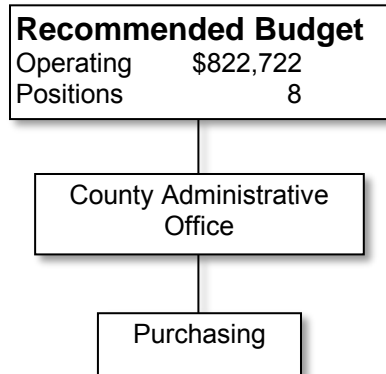 Recommended Budget
Operating $822,722
Positions 8
County Administrative
Office
Purchasing